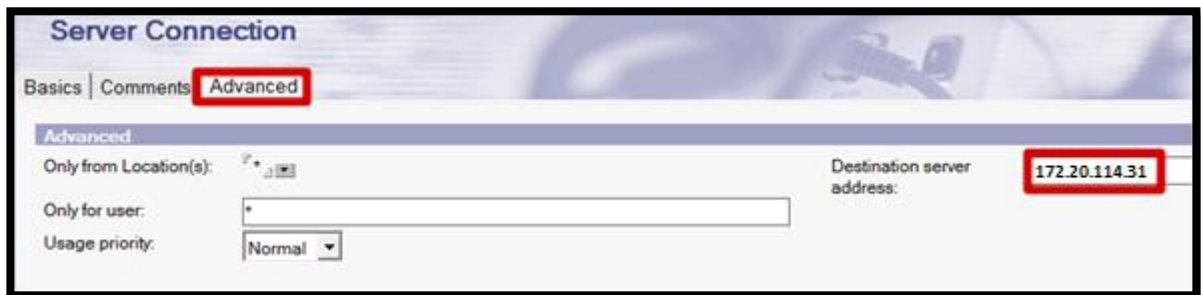 Server Connection
Basics | Comments Advanced
Advanced
Only from Location(s): * Destination server
address: 172.20.114.31
Only for user: *
Usage priority: Normal